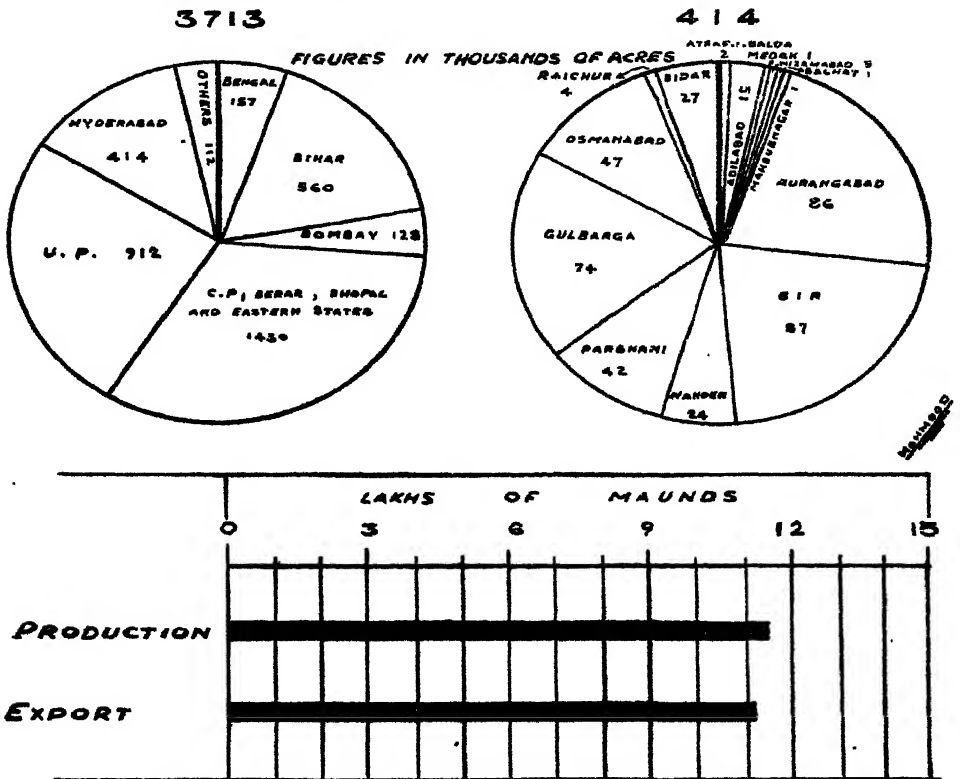 3713
414
FIGURES IN THOUSANDS OF ACRES
OTHERS 112
BENGAL
157
HYDERABAD
414
BIHAR
560
BOMBAY 128
U. P. 912
C.P, BERAR, BHOPAL
AND EASTERN STATES
1430
ATRAF-I-BALDA
2
MEDAK 1
NIZAMABAD 5
MAHBUBNAGAR 1
ADILABAD 13
RAICHUR
4
BIDAR
27
OSMANABAD
47
AURANGABAD
86
GULBARGA
74
BIR
87
PARBHANI
42
NANDER
24
MAHMOOD
LAKHS OF MAUNDS
0 3 6 9 12 15
PRODUCTION
EXPORT